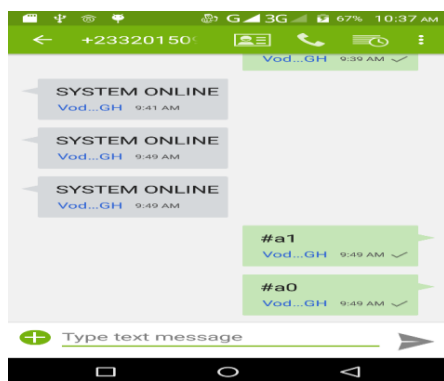 G 3G 67% 10:37 AM
+23320150
Vod...GH 9:39 AM
SYSTEM ONLINE
Vod...GH 9:41 AM
SYSTEM ONLINE
Vod...GH 9:49 AM
SYSTEM ONLINE
Vod...GH 9:49 AM
#a1
Vod...GH 9:49 AM
#a0
Vod...GH 9:49 AM
Type text message